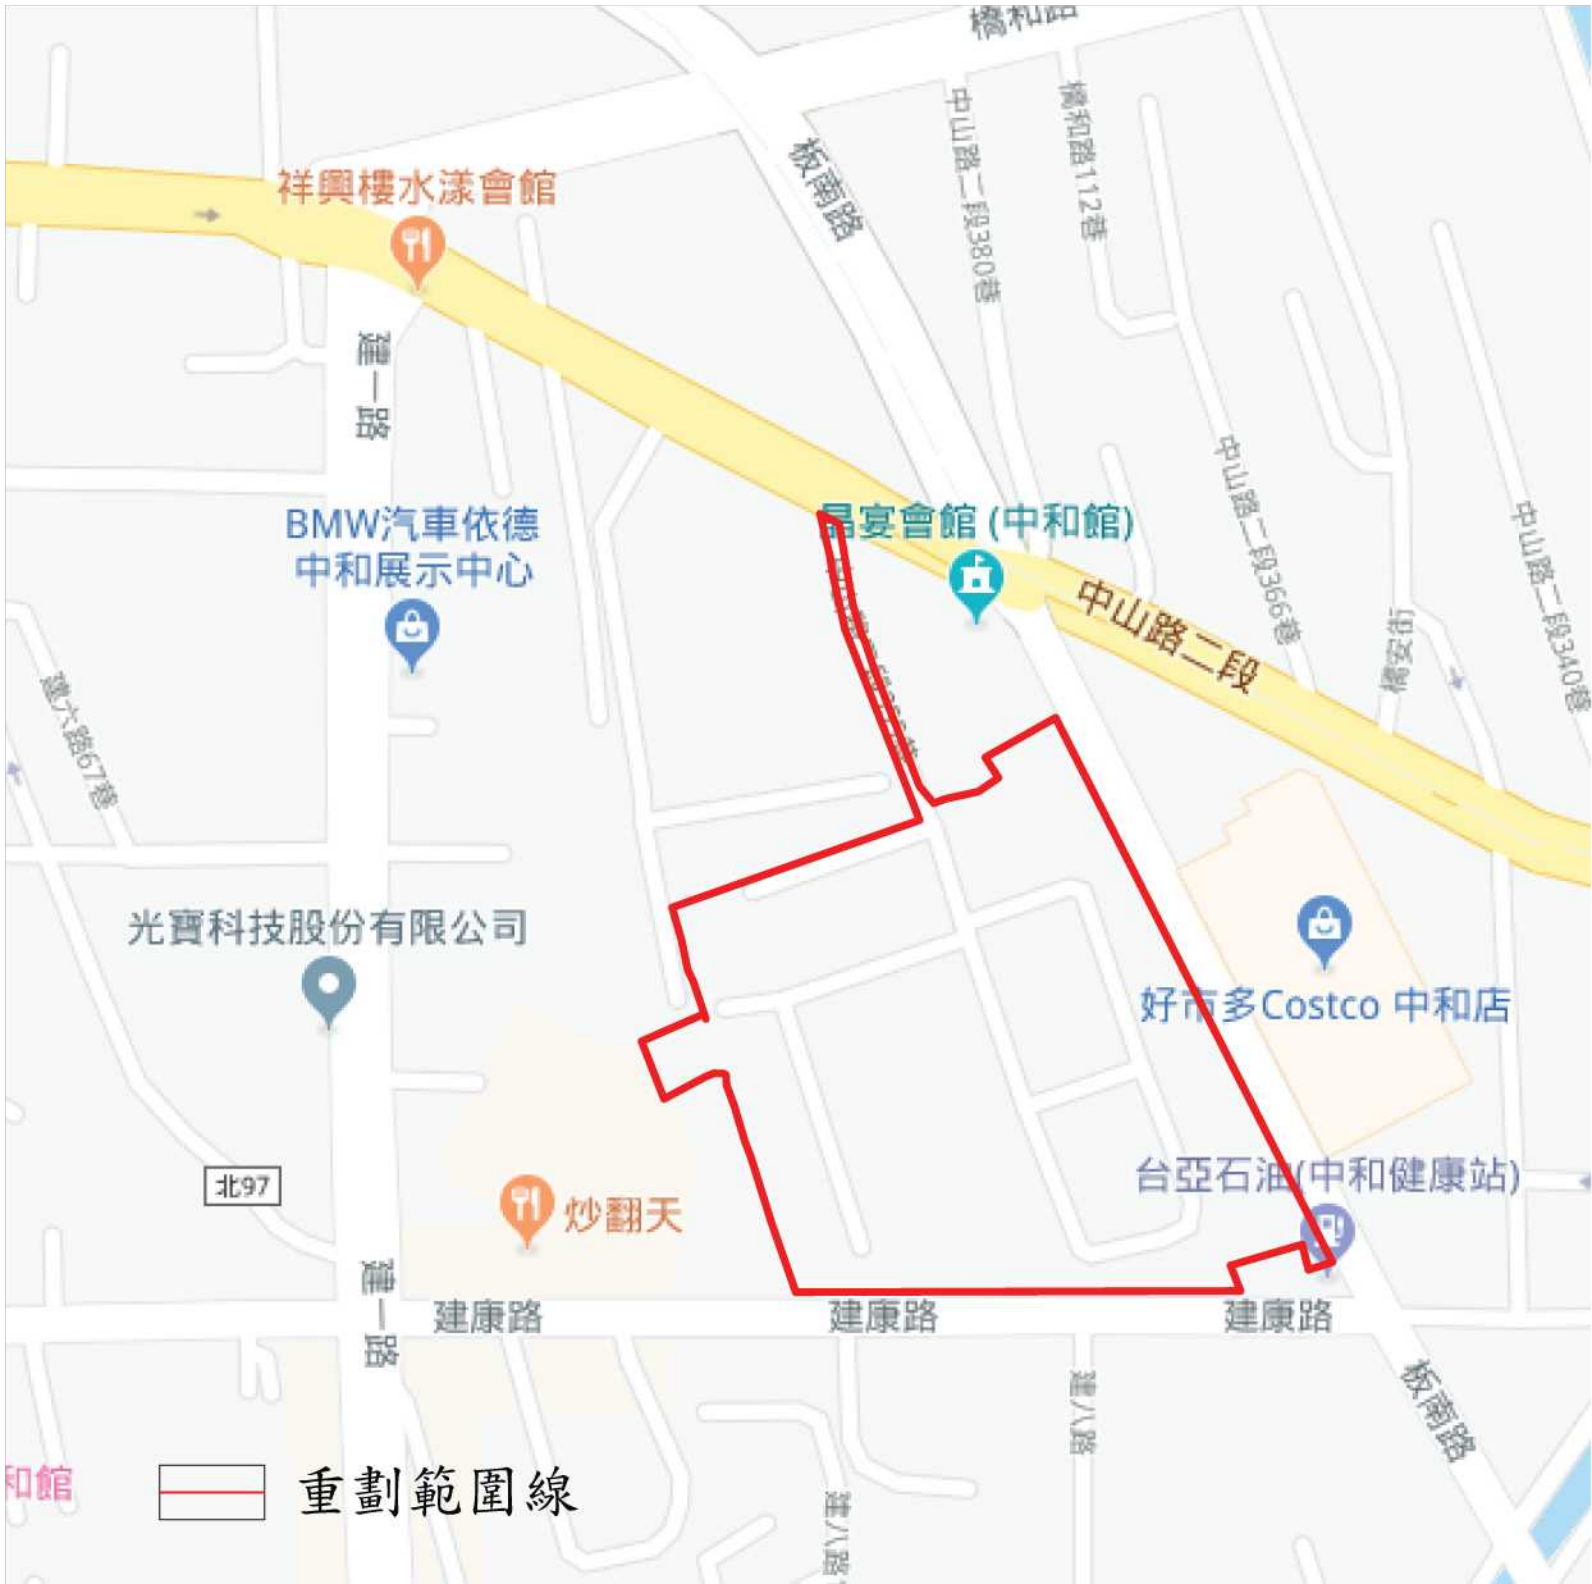 橋和路
中山路二段380巷
橋和路112巷
板南路
祥興樓水漾會館
建一路
BMW汽車依德
中和展示中心
晶宴會館 (中和館)
中山路二段366巷
中山路二段340巷
中山路二段
橋安街
建六路67巷
光寶科技股份有限公司
好市多Costco 中和店
台亞石油(中和健康站)
北97
炒翻天
建一路
建康路
建康路
建康路
建八路
板南路
和館
重劃範圍線
建八路